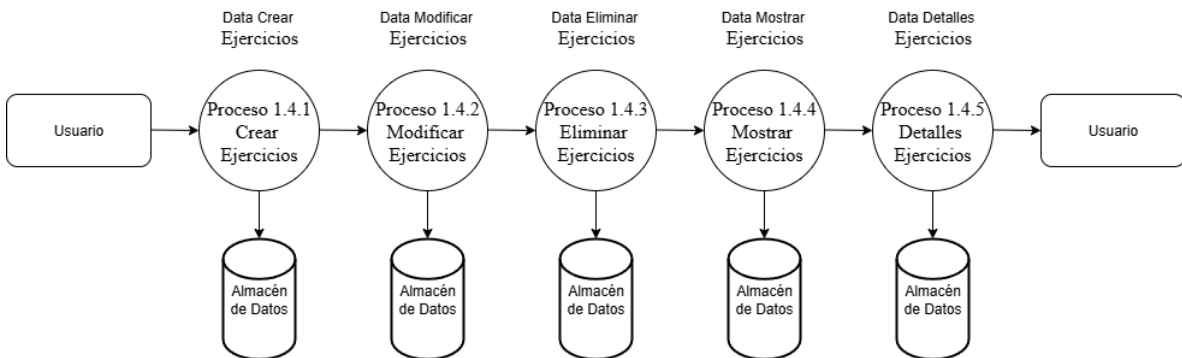 Data Crear
Ejercicios
Data Modificar
Ejercicios
Data Eliminar
Ejercicios
Data Mostrar
Ejercicios
Data Detalles
Ejercicios
Usuario
Proceso 1.4.1
Crear
Ejercicios
Proceso 1.4.2
Modificar
Ejercicios
Proceso 1.4.3
Eliminar
Ejercicios
Proceso 1.4.4
Mostrar
Ejercicios
Proceso 1.4.5
Detalles
Ejercicios
Usuario
Almacén
de Datos
Almacén
de Datos
Almacén
de Datos
Almacén
de Datos
Almacén
de Datos